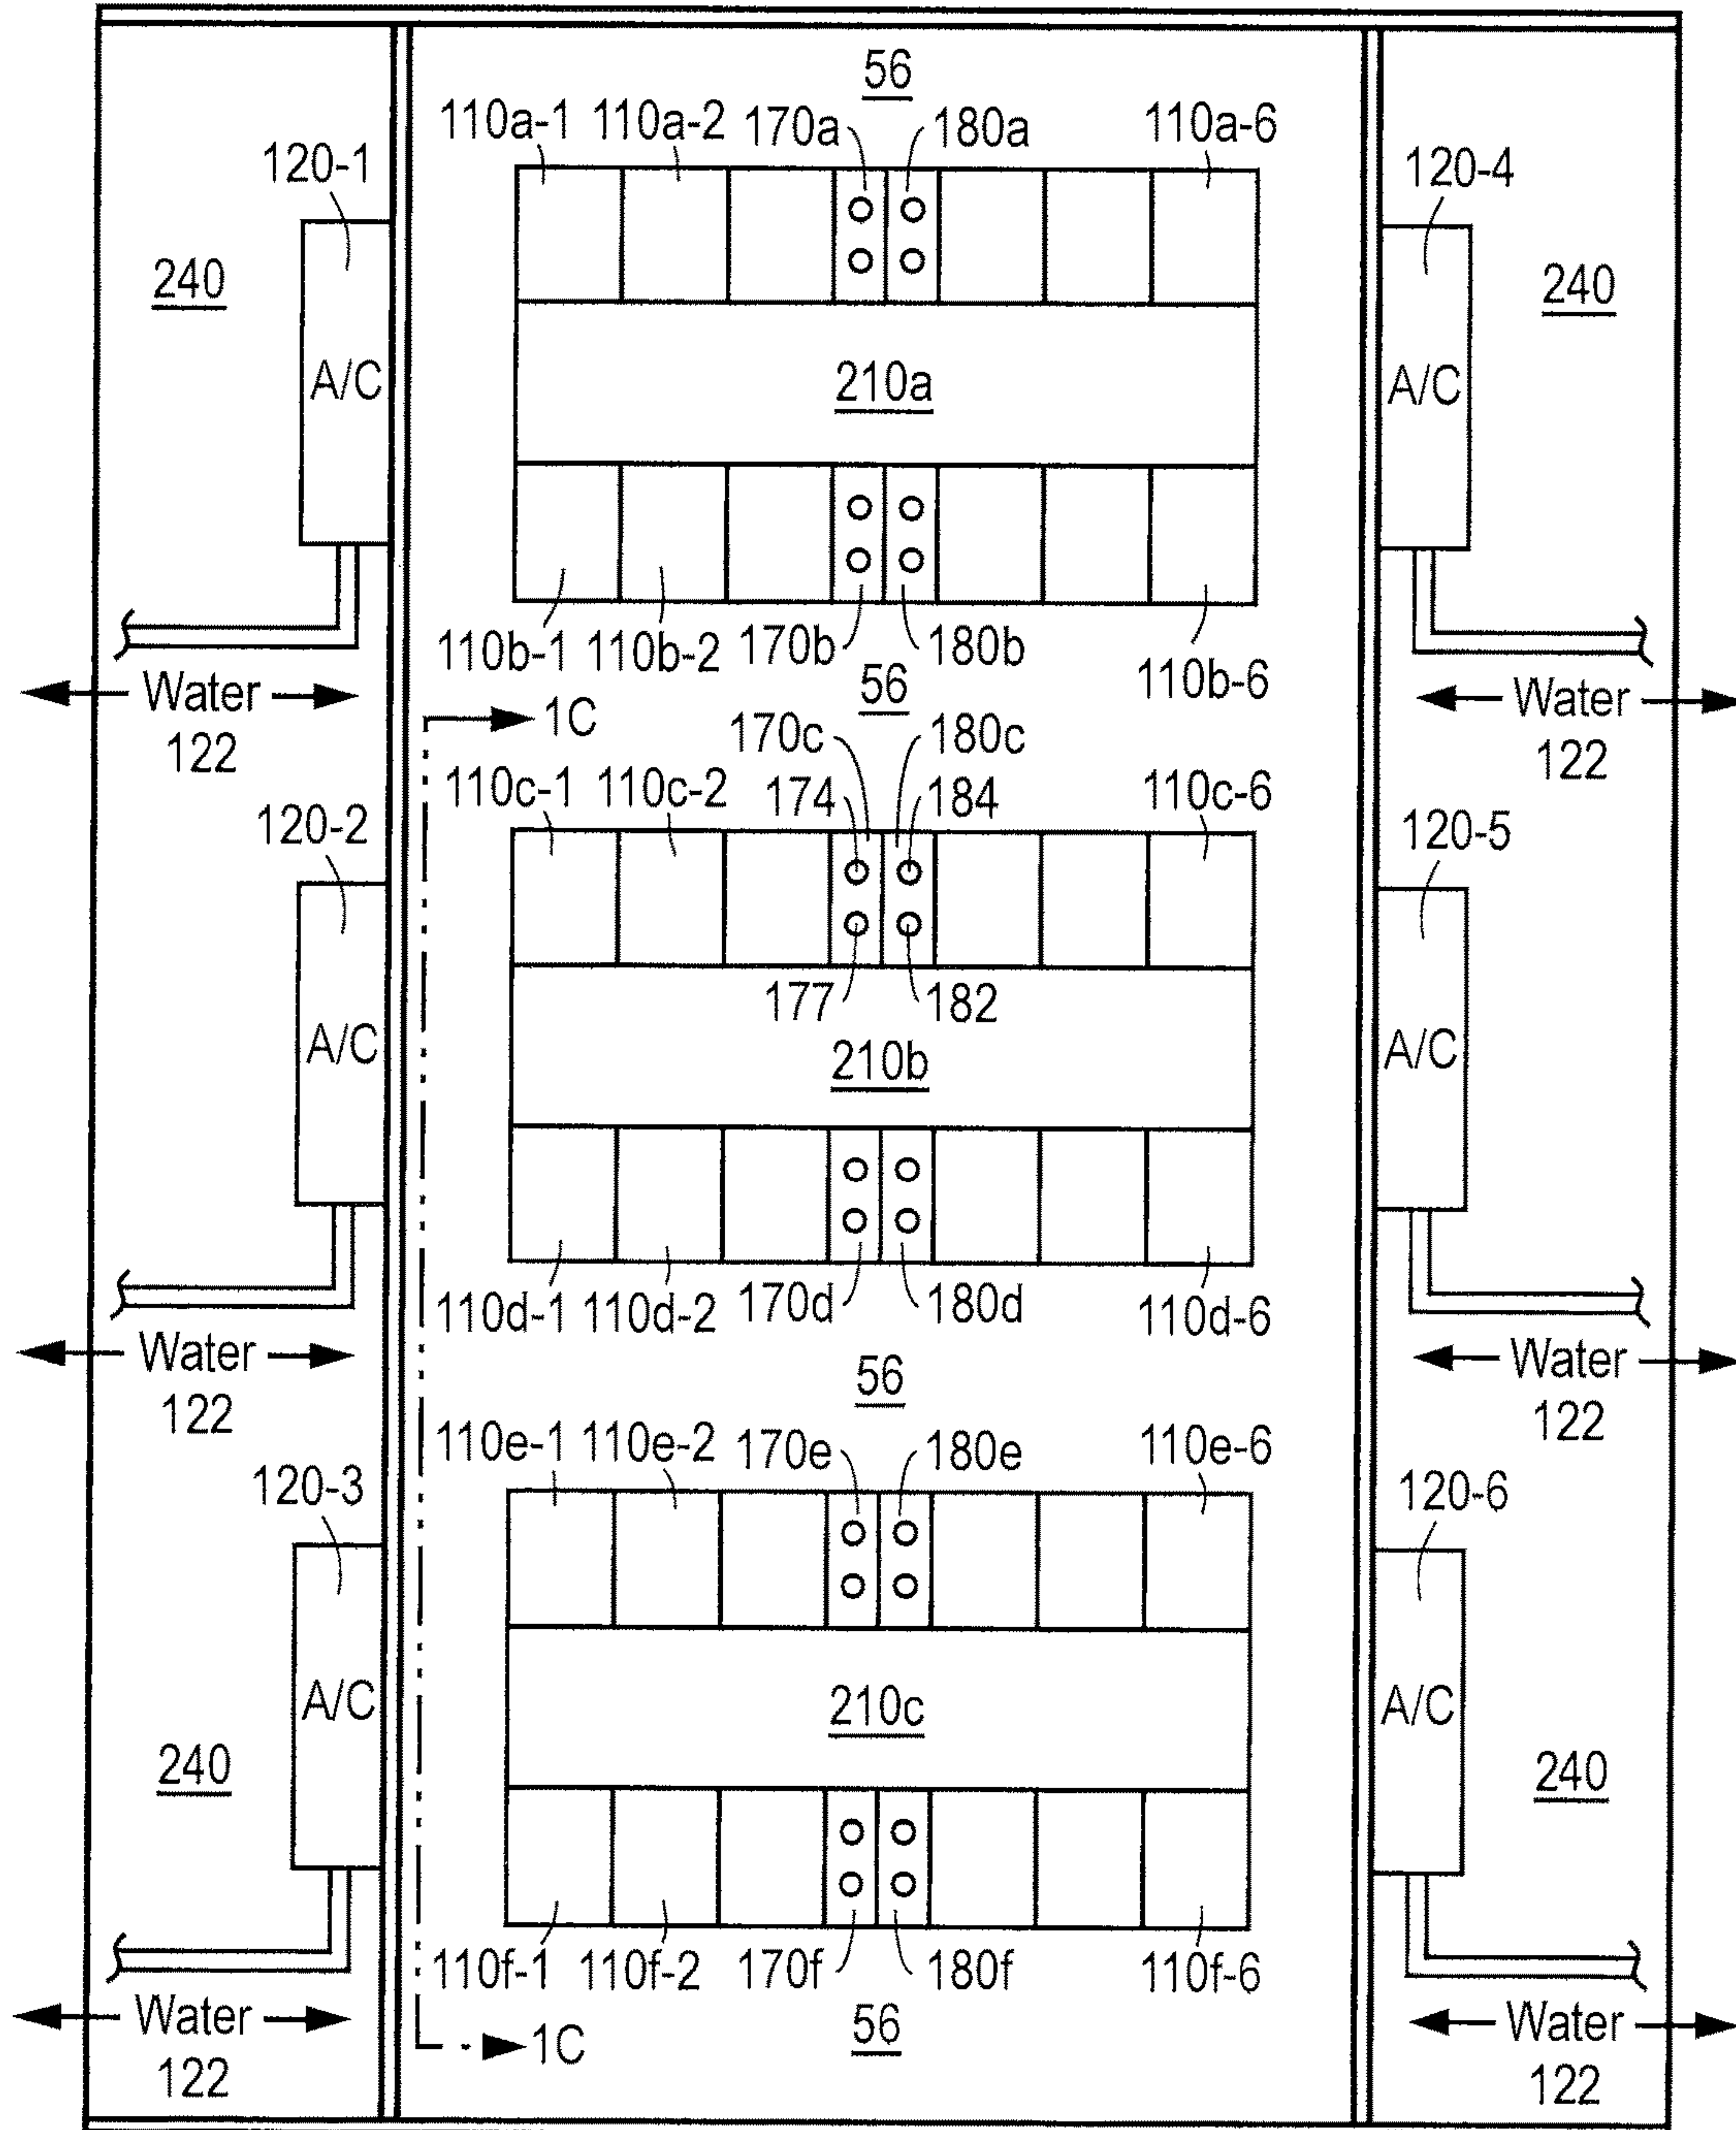 56
110a-1 110a-2 170a 180a 110a-6
120-1 120-4
240 240
A/C 210a A/C
110b-1 110b-2 170b 180b 110b-6
Water 56 Water
122 1C 122
170c 180c
110c-1 110c-2 174 184 110c-6
120-2 120-5
177 182
A/C 210b A/C
110d-1 110d-2 170d 180d 110d-6
Water 56 Water
122 122
110e-1 110e-2 170e 180e 110e-6
120-3 120-6
A/C 210c A/C
240 240
110f-1 110f-2 170f 180f 110f-6
Water 56 Water
122 1C 122